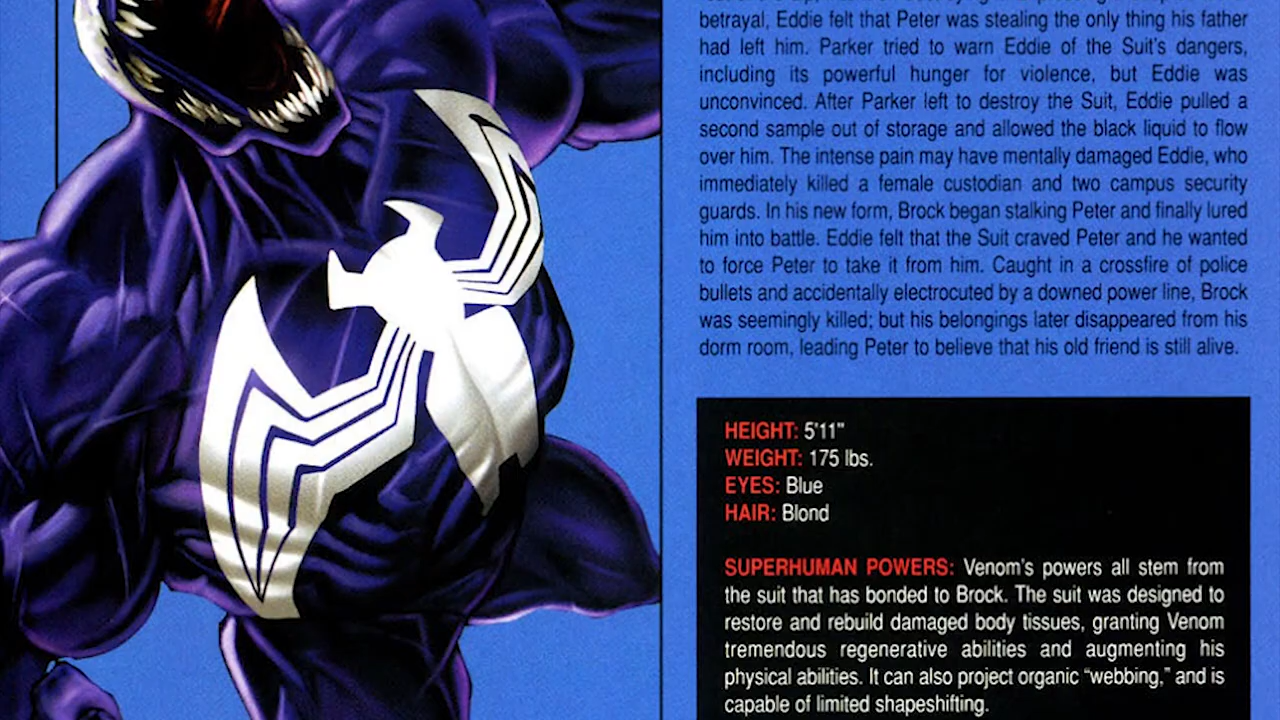 betrayal, Eddie felt that Peter was stealing the only thing his father
had left him. Parker tried to warn Eddie of the Suit's dangers,
including its powerful hunger for violence, but Eddie was
unconvinced. After Parker left to destroy the Suit, Eddie pulled a
second sample out of storage and allowed the black liquid to flow
over him. The intense pain may have mentally damaged Eddie, who
immediately killed a female custodian and two campus security
guards. In his new form, Brock began stalking Peter and finally lured
him into battle. Eddie felt that the Suit craved Peter and he wanted
to force Peter to take it from him. Caught in a crossfire of police
bullets and accidentally electrocuted by a downed power line, Brock
was seemingly killed; but his belongings later disappeared from his
dorm room, leading Peter to believe that his old friend is still alive.
HEIGHT: 5'11"
WEIGHT: 175 lbs.
EYES: Blue
HAIR: Blond
SUPERHUMAN POWERS: Venom's powers all stem from
the suit that has bonded to Brock. The suit was designed to
restore and rebuild damaged body tissues, granting Venom
tremendous regenerative abilities and augmenting his
physical abilities. It can also project organic “webbing,” and is
capable of limited shapeshifting.